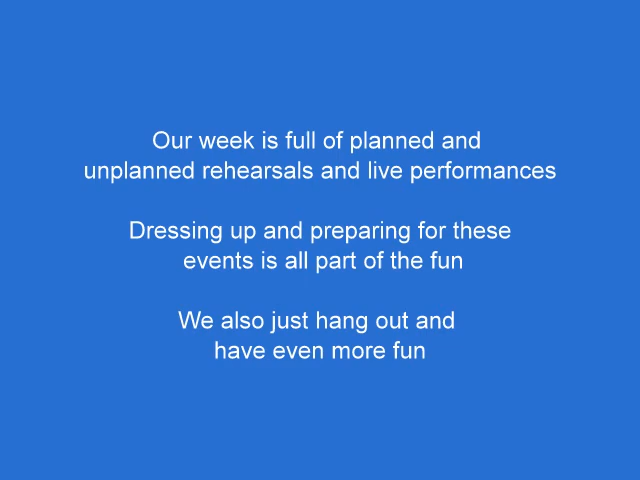 Our week is full of planned and
unplanned rehearsals and live performances
Dressing up and preparing for these
events is all part of the fun
We also just hang out and
have even more fun